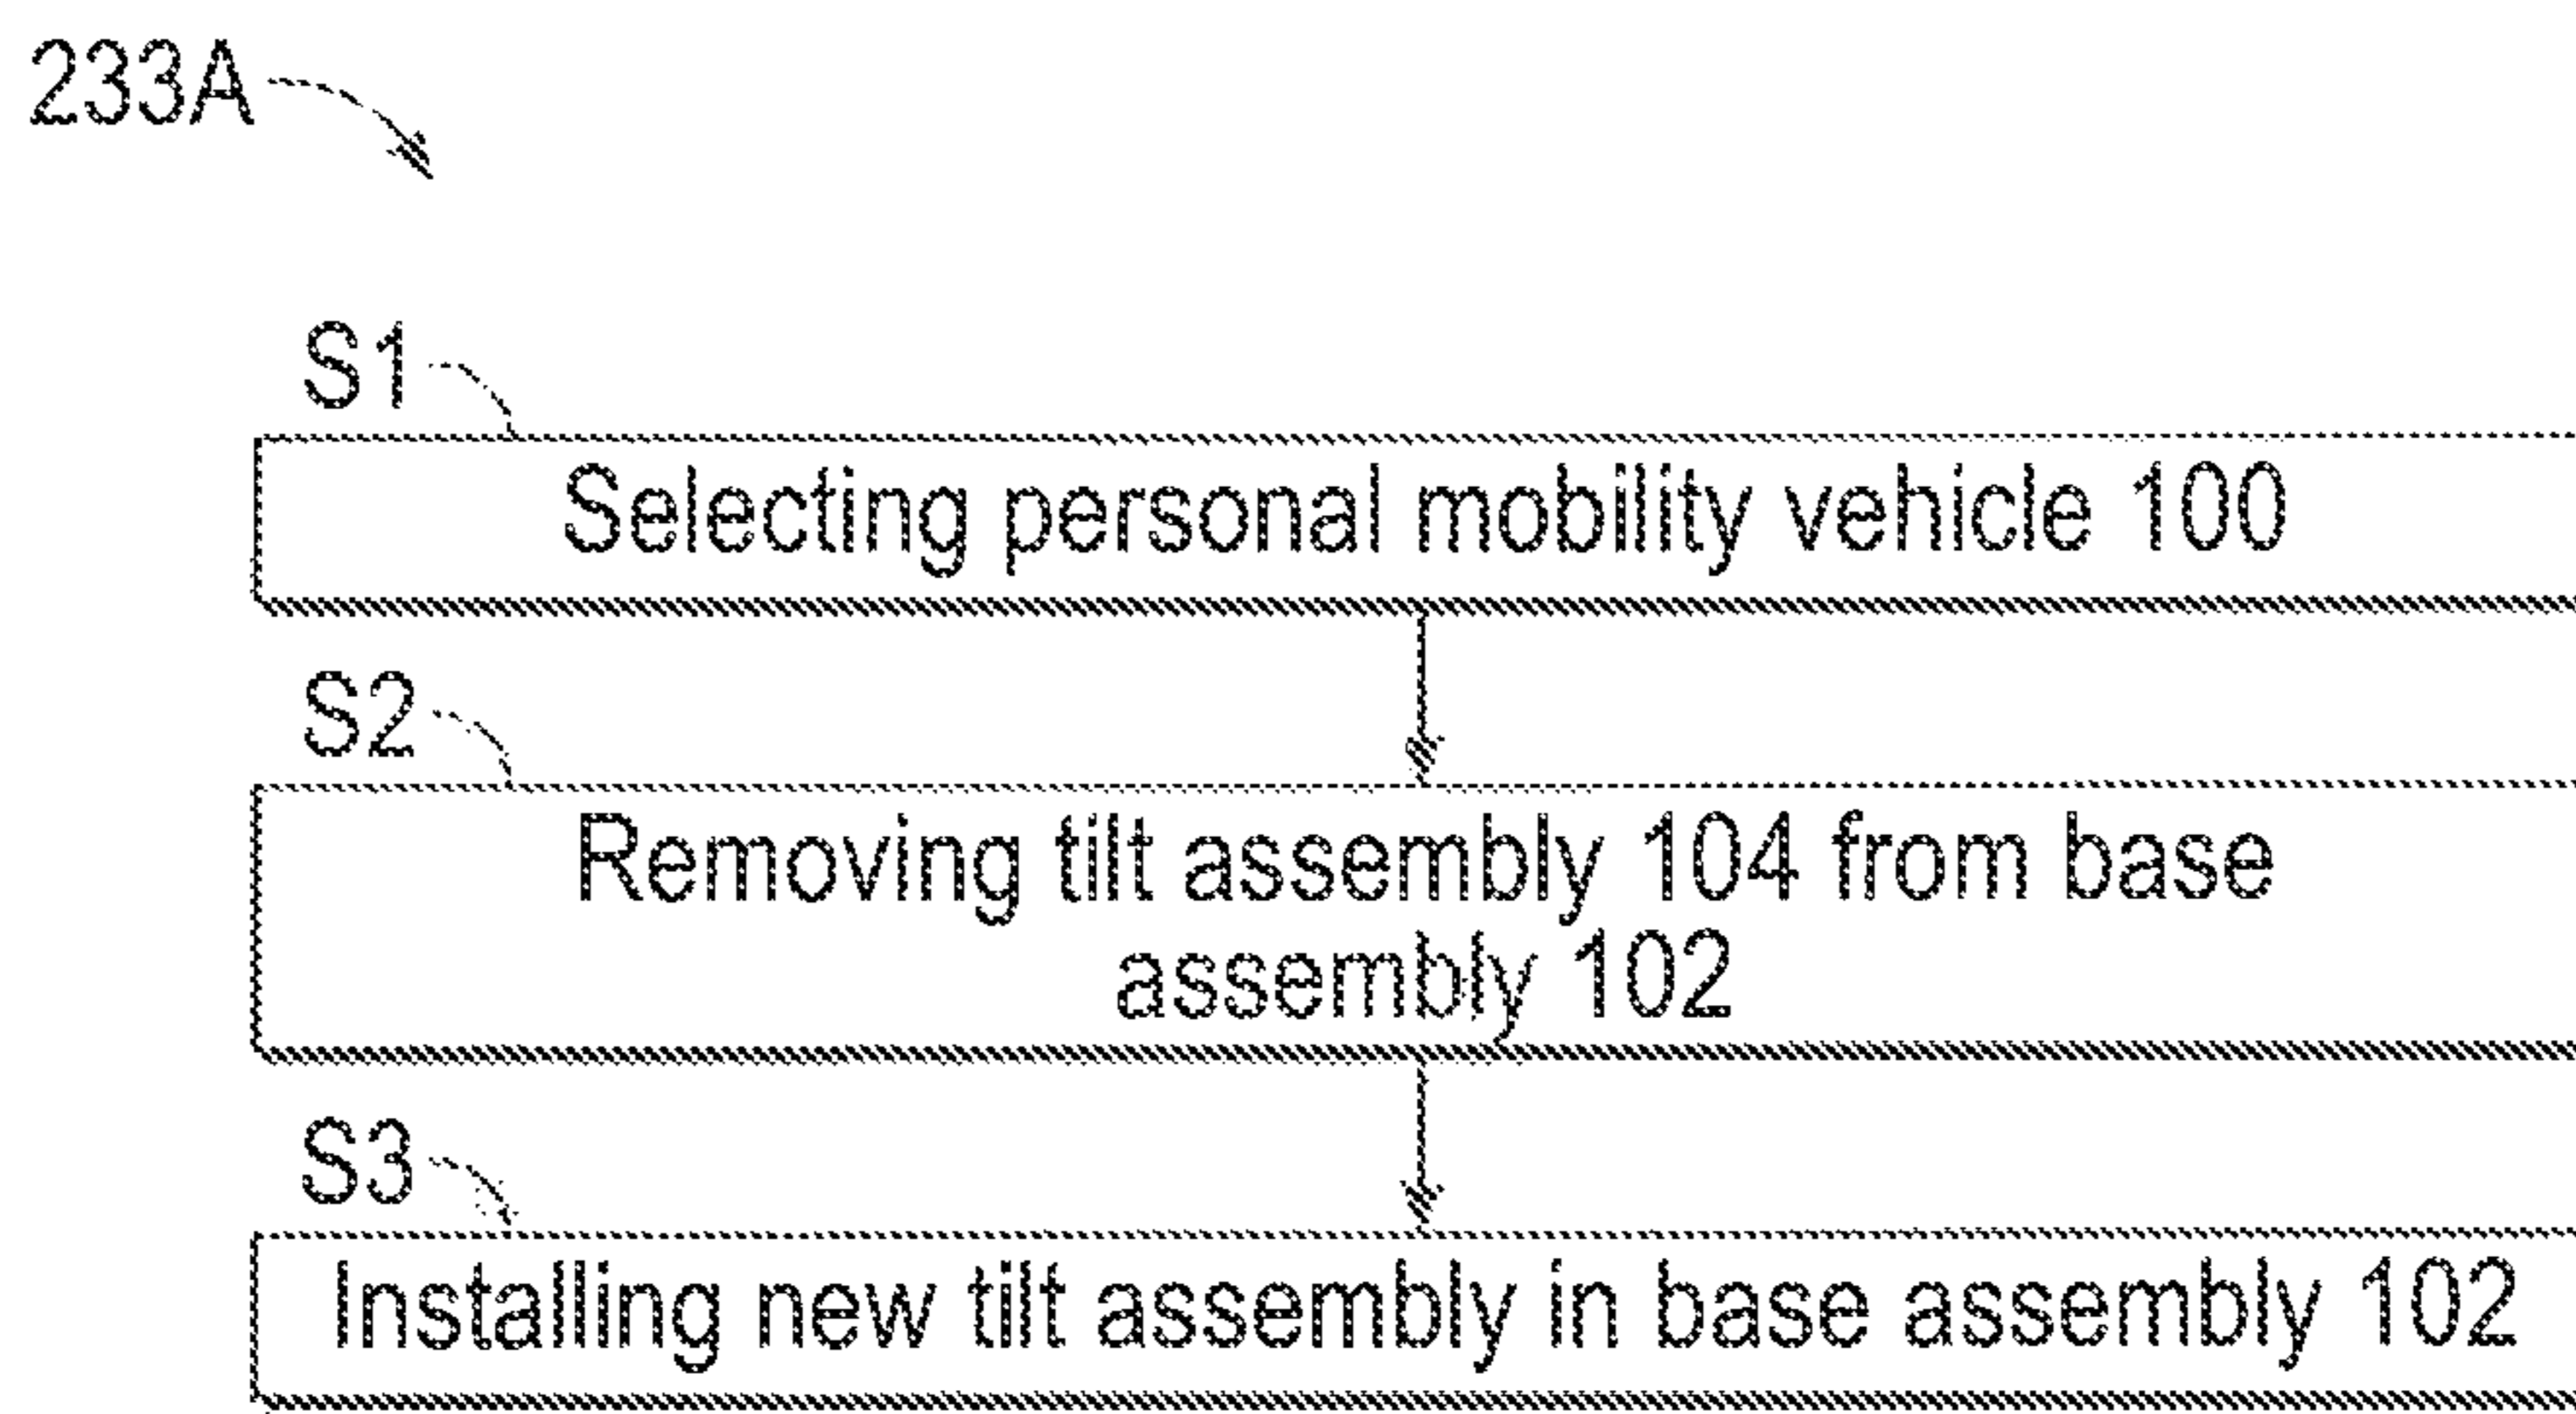 233A
S1
Selecting personal mobility vehicle 100
S2
Removing tilt assembly 104 from base
assembly 102
S3
Installing new tilt assembly in base assembly 102